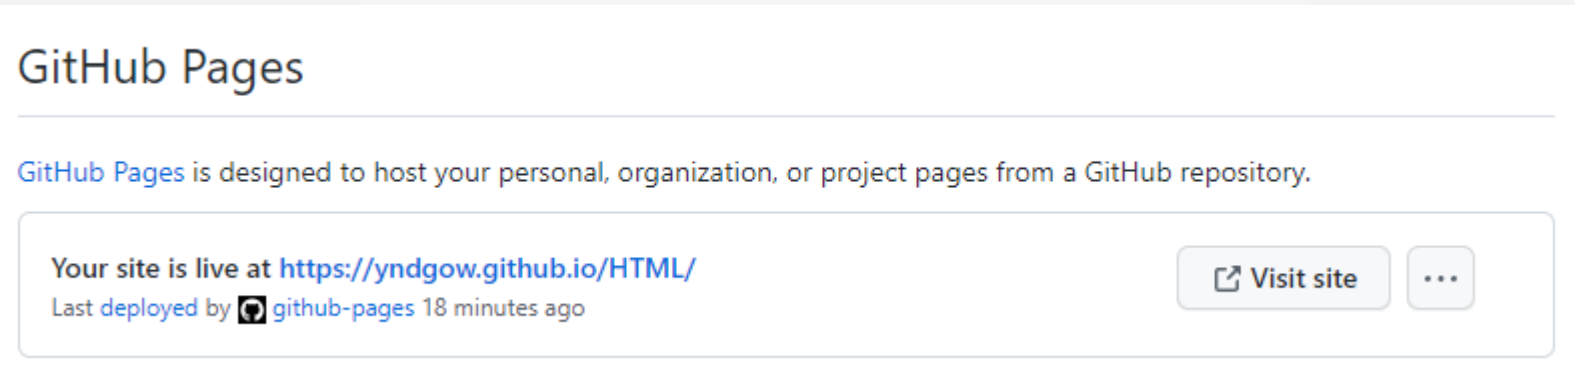 GitHub Pages
GitHub Pages is designed to host your personal, organization, or project pages from a GitHub repository.
Your site is live at https://yndgow.github.io/HTML/
Visit site
Last deployed by github-pages 18 minutes ago